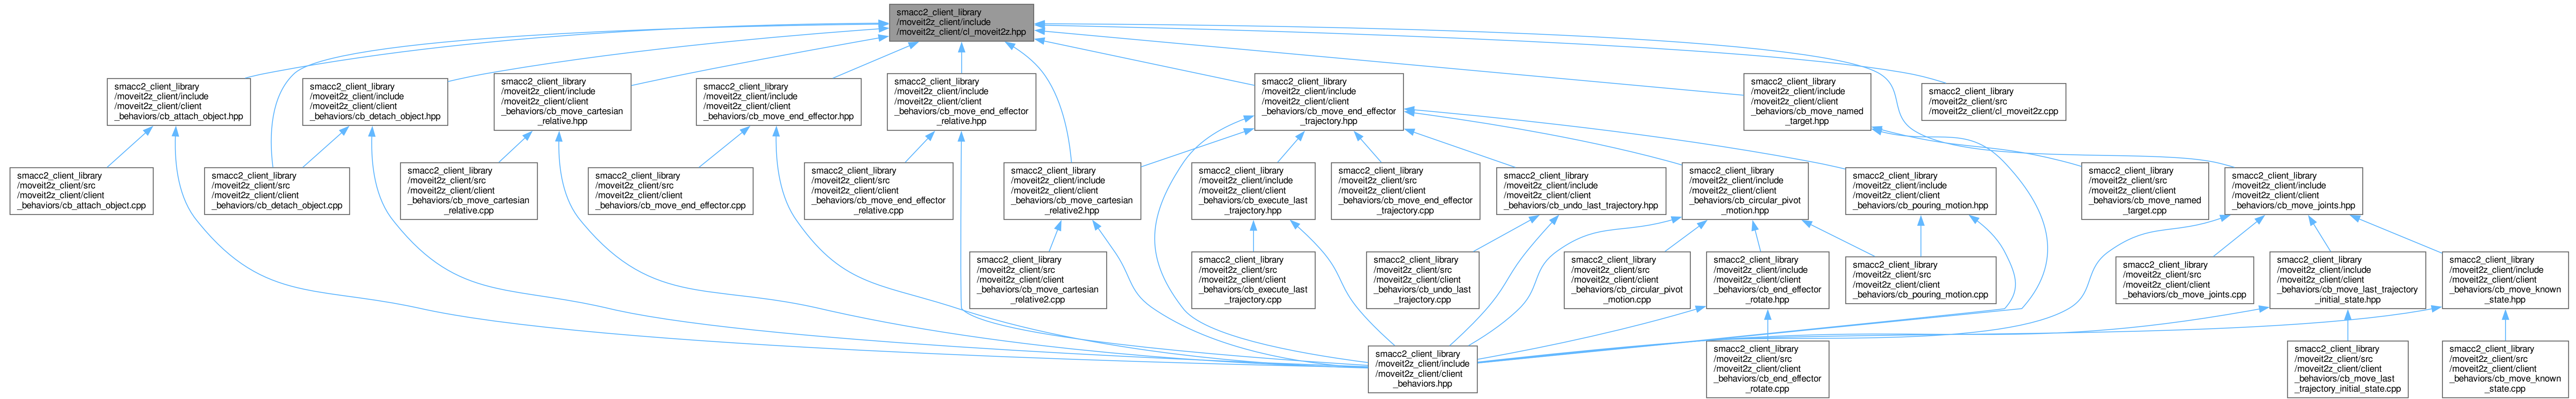 smacc2_client_library
/moveit2z_client/include
/moveit2z_client/cl_moveit2z.hpp
smacc2_client_library
/moveit2z_client/include
/moveit2z_client/client
_behaviors/cb_attach_object.hpp
smacc2_client_library
/moveit2z_client/include
/moveit2z_client/client
_behaviors/cb_detach_object.hpp
smacc2_client_library
/moveit2z_client/include
/moveit2z_client/client
_behaviors/cb_move_cartesian
_relative.hpp
smacc2_client_library
/moveit2z_client/include
/moveit2z_client/client
_behaviors/cb_move_end_effector.hpp
smacc2_client_library
/moveit2z_client/include
/moveit2z_client/client
_behaviors/cb_move_end_effector
_relative.hpp
smacc2_client_library
/moveit2z_client/include
/moveit2z_client/client
_behaviors/cb_move_end_effector
_trajectory.hpp
smacc2_client_library
/moveit2z_client/include
/moveit2z_client/client
_behaviors/cb_move_named
_target.hpp
smacc2_client_library
/moveit2z_client/src
/moveit2z_client/cl_moveit2z.cpp
smacc2_client_library
/moveit2z_client/src
/moveit2z_client/client
_behaviors/cb_attach_object.cpp
smacc2_client_library
/moveit2z_client/src
/moveit2z_client/client
_behaviors/cb_detach_object.cpp
smacc2_client_library
/moveit2z_client/src
/moveit2z_client/client
_behaviors/cb_move_cartesian
_relative.cpp
smacc2_client_library
/moveit2z_client/src
/moveit2z_client/client
_behaviors/cb_move_end_effector.cpp
smacc2_client_library
/moveit2z_client/src
/moveit2z_client/client
_behaviors/cb_move_end_effector
_relative.cpp
smacc2_client_library
/moveit2z_client/include
/moveit2z_client/client
_behaviors/cb_move_cartesian
_relative2.hpp
smacc2_client_library
/moveit2z_client/include
/moveit2z_client/client
_behaviors/cb_execute_last
_trajectory.hpp
smacc2_client_library
/moveit2z_client/src
/moveit2z_client/client
_behaviors/cb_move_end_effector
_trajectory.cpp
smacc2_client_library
/moveit2z_client/include
/moveit2z_client/client
_behaviors/cb_undo_last_trajectory.hpp
smacc2_client_library
/moveit2z_client/include
/moveit2z_client/client
_behaviors/cb_circular_pivot
_motion.hpp
smacc2_client_library
/moveit2z_client/include
/moveit2z_client/client
_behaviors/cb_pouring_motion.hpp
smacc2_client_library
/moveit2z_client/src
/moveit2z_client/client
_behaviors/cb_move_named
_target.cpp
smacc2_client_library
/moveit2z_client/include
/moveit2z_client/client
_behaviors/cb_move_joints.hpp
smacc2_client_library
/moveit2z_client/src
/moveit2z_client/client
_behaviors/cb_move_cartesian
_relative2.cpp
smacc2_client_library
/moveit2z_client/src
/moveit2z_client/client
_behaviors/cb_execute_last
_trajectory.cpp
smacc2_client_library
/moveit2z_client/src
/moveit2z_client/client
_behaviors/cb_undo_last
_trajectory.cpp
smacc2_client_library
/moveit2z_client/src
/moveit2z_client/client
_behaviors/cb_circular_pivot
_motion.cpp
smacc2_client_library
/moveit2z_client/include
/moveit2z_client/client
_behaviors/cb_end_effector
_rotate.hpp
smacc2_client_library
/moveit2z_client/src
/moveit2z_client/client
_behaviors/cb_pouring_motion.cpp
smacc2_client_library
/moveit2z_client/src
/moveit2z_client/client
_behaviors/cb_move_joints.cpp
smacc2_client_library
/moveit2z_client/include
/moveit2z_client/client
_behaviors/cb_move_last_trajectory
_initial_state.hpp
smacc2_client_library
/moveit2z_client/include
/moveit2z_client/client
_behaviors/cb_move_known
_state.hpp
smacc2_client_library
/moveit2z_client/include
/moveit2z_client/client
_behaviors.hpp
smacc2_client_library
/moveit2z_client/src
/moveit2z_client/client
_behaviors/cb_end_effector
_rotate.cpp
smacc2_client_library
/moveit2z_client/src
/moveit2z_client/client
_behaviors/cb_move_last
_trajectory_initial_state.cpp
smacc2_client_library
/moveit2z_client/src
/moveit2z_client/client
_behaviors/cb_move_known
_state.cpp